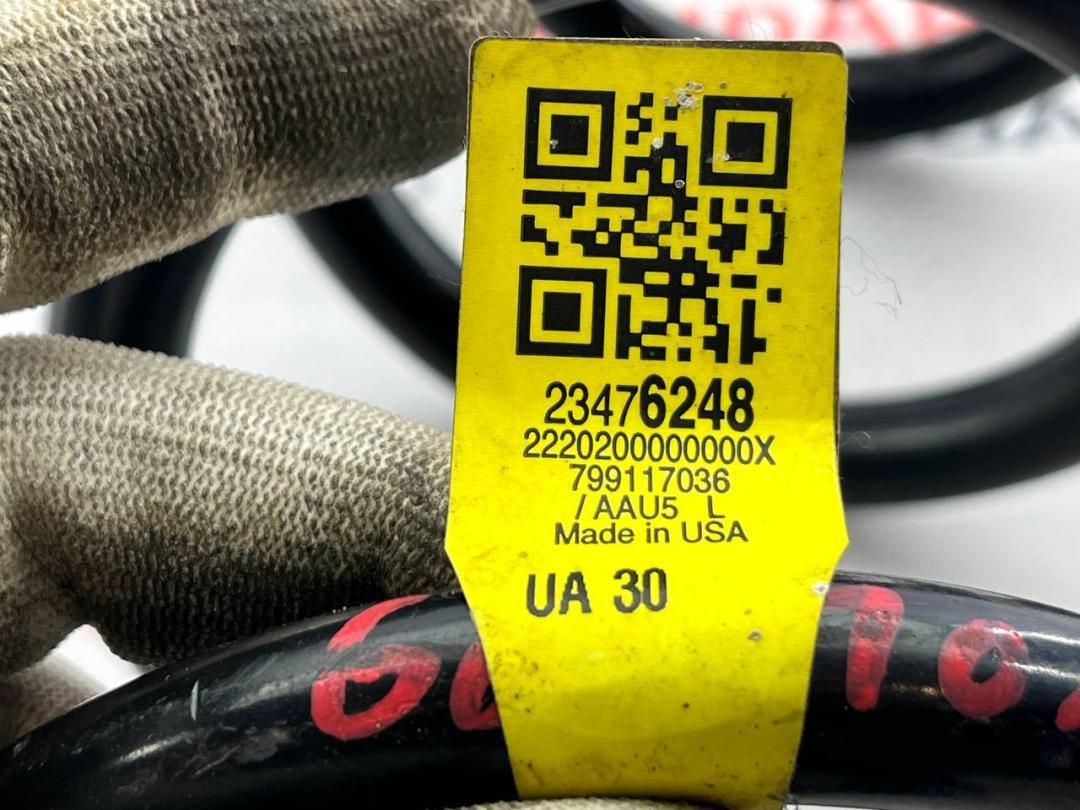 23476248
2220200000000X
799117036
/AAU5 L
Made in USA
UA 30